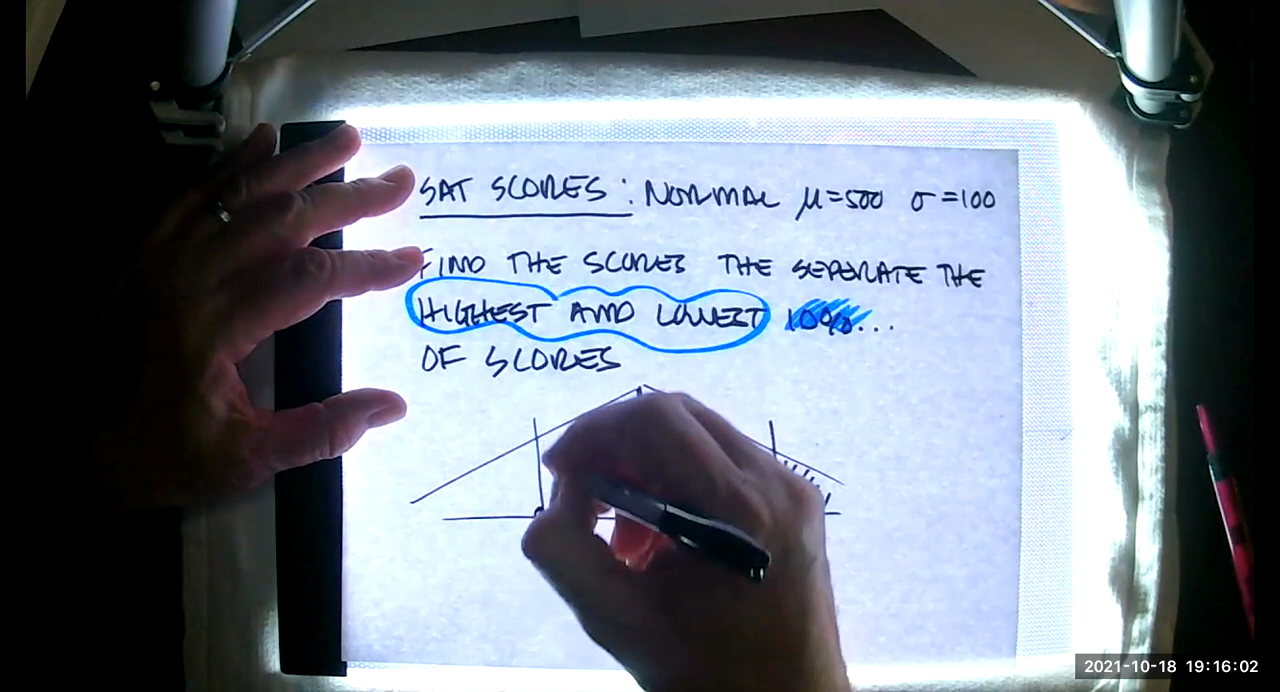 SAT SCORES: NORMAL μ=500 σ=100
FIND THE SCORES THE SEPERATE THE
HIGHEST AND LOWEST 10%...
OF SCORES
2021-10-18 19:16:02